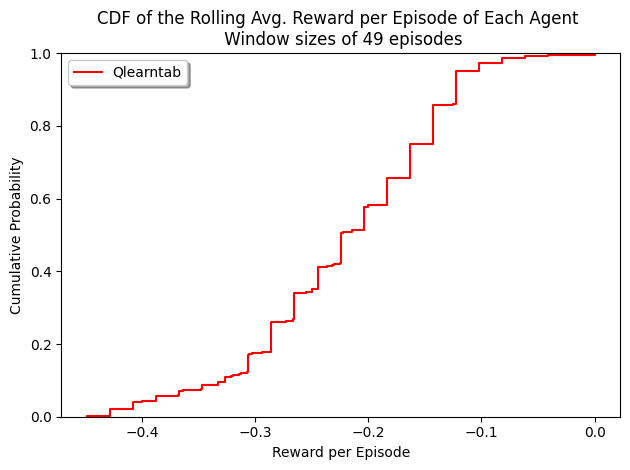 CDF of the Rolling Avg. Reward per Episode of Each Agent
Window sizes of 49 episodes
Qlearntab
1.0
0.8
0.6
0.4
0.2
0.0
Cumulative Probability
−0.4
−0.3
−0.2
−0.1
0.0
Reward per Episode